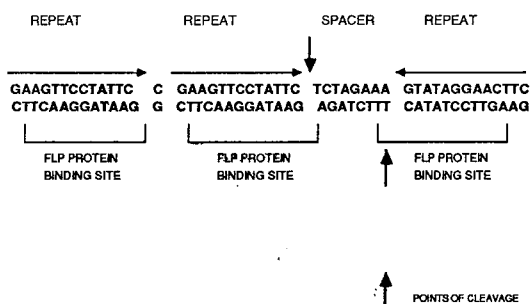 REPEAT REPEAT SPACER REPEAT
GAAGTTCCTATTC C GAAGTTCCTATTC TCTAGAAA GTATAGGAACTTC
CTTCAAGGATAAG G CTTCAAGGATAAG AGATCTTT CATATCCTTGAAG
FLP PROTEIN FLP PROTEIN FLP PROTEIN
BINDING SITE BINDING SITE BINDING SITE
POINTS OF CLEAVAGE